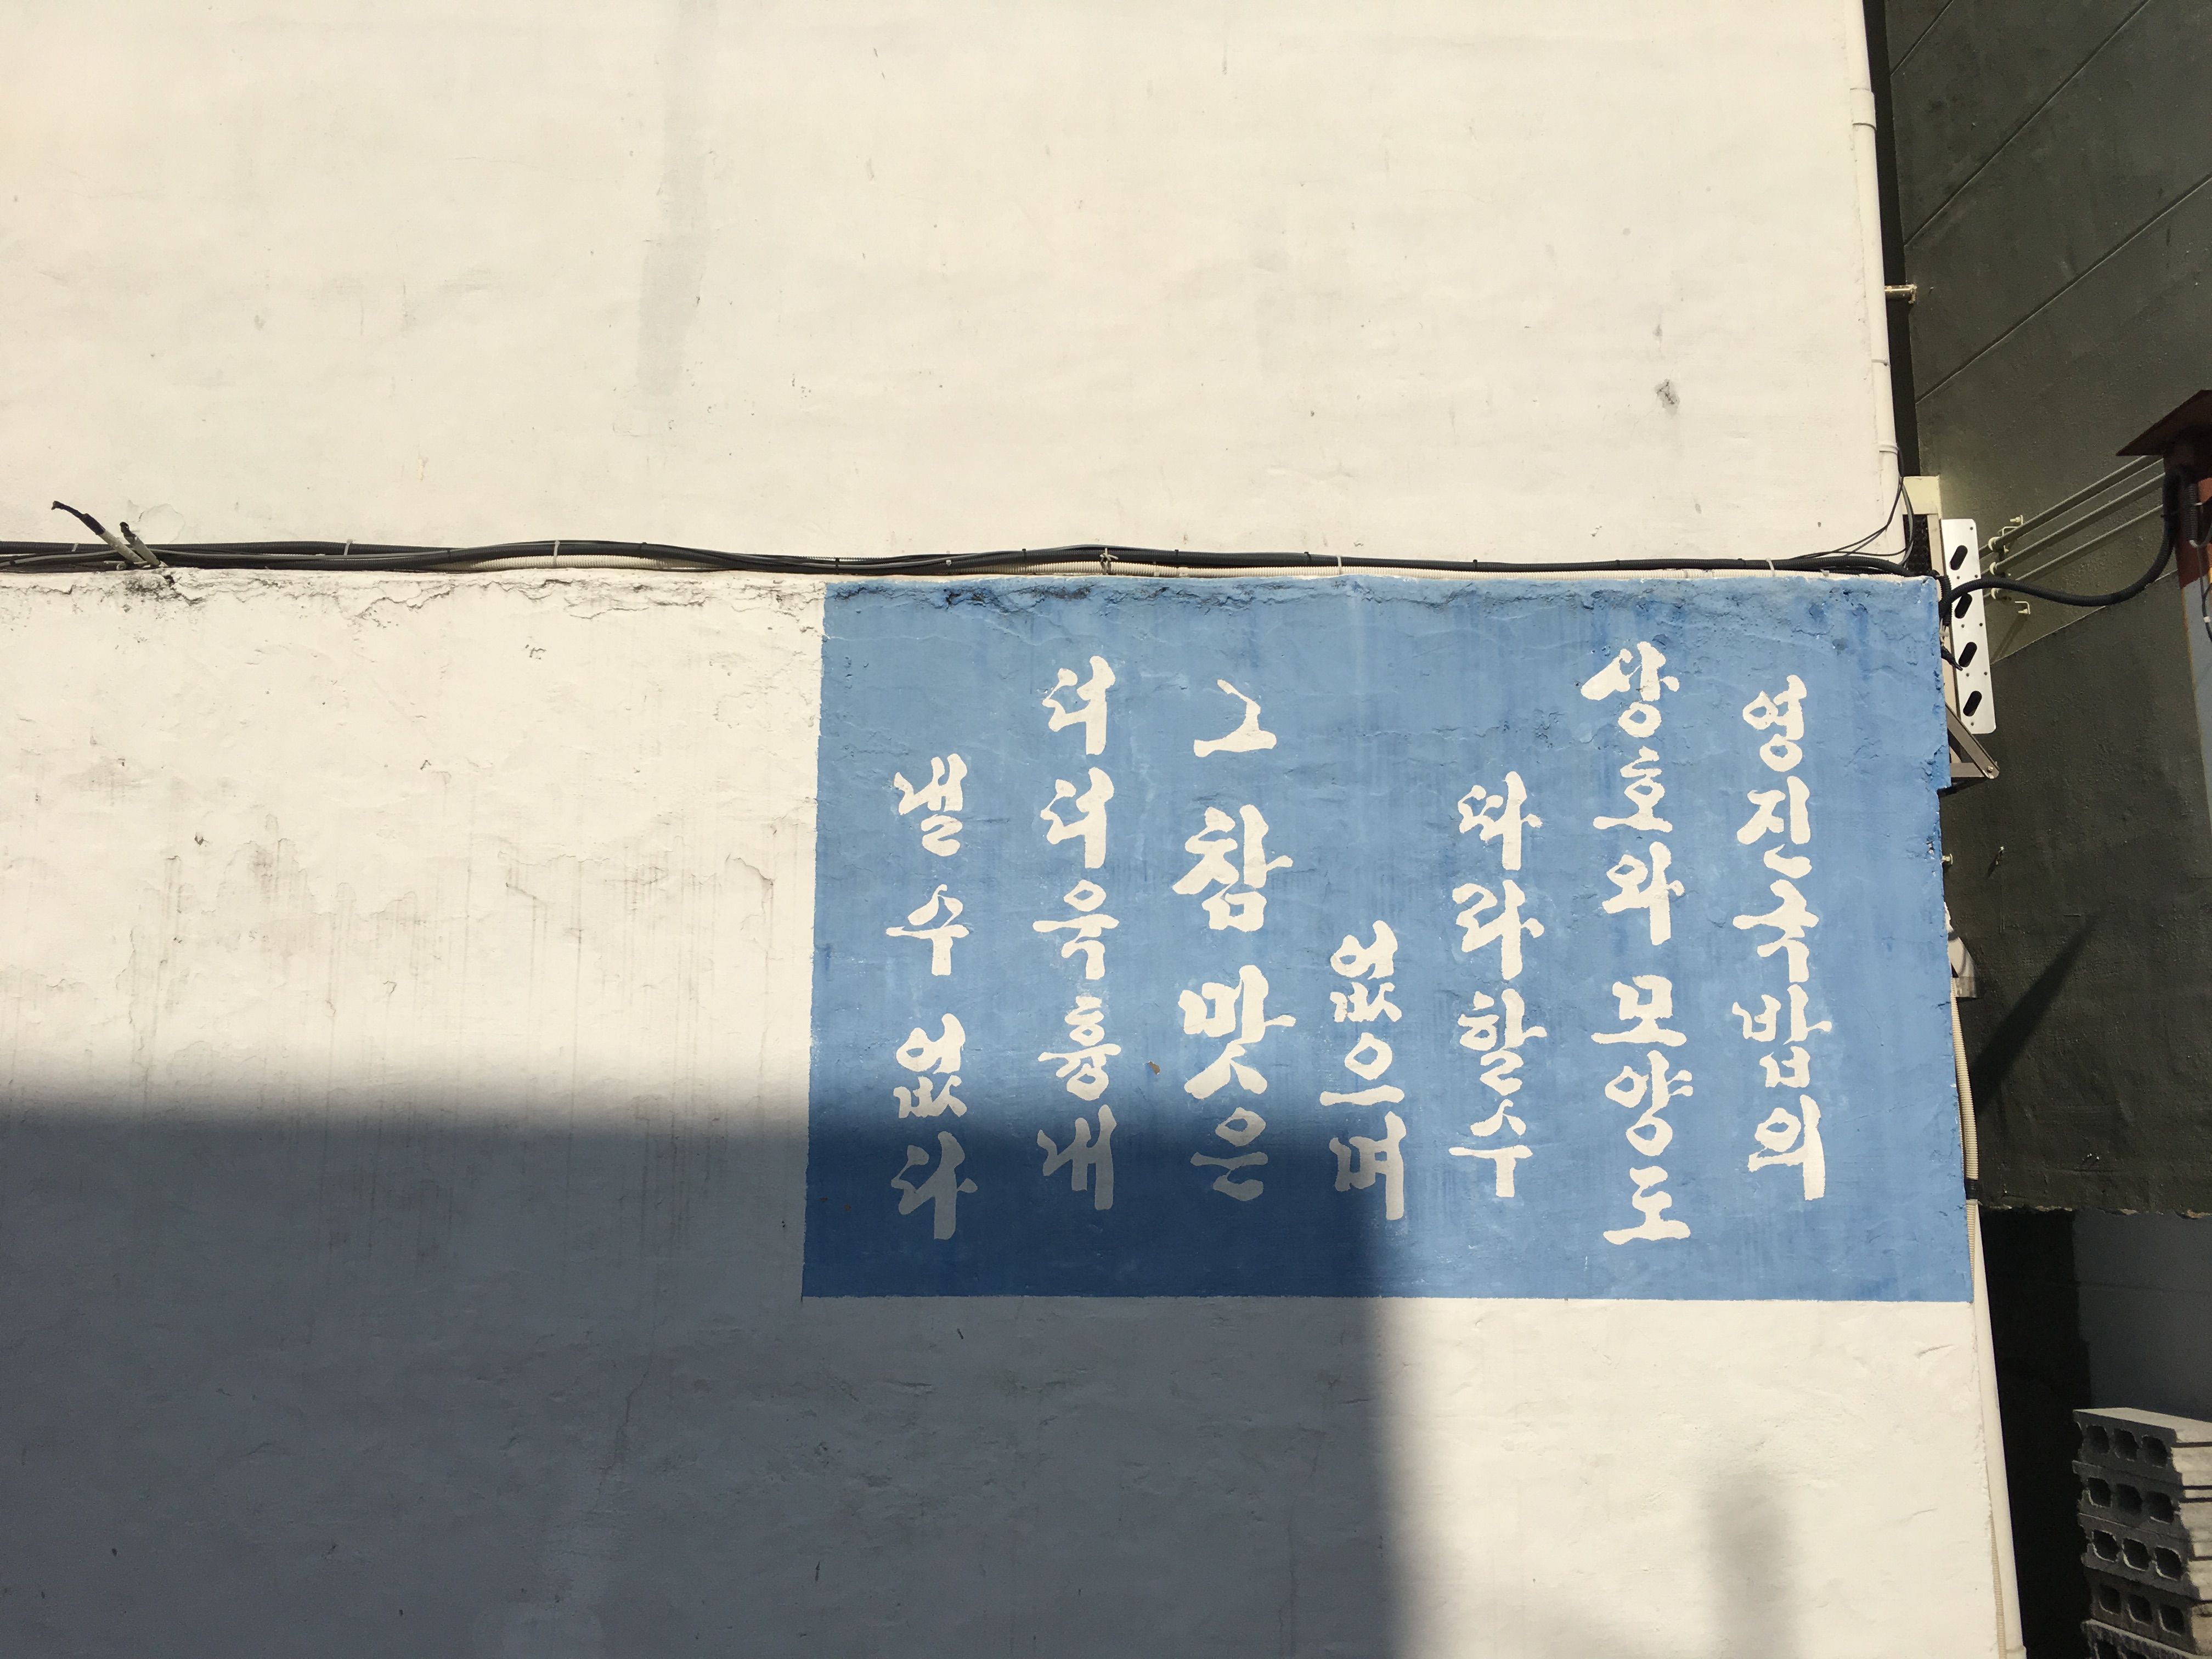 영진국밥의
상호와 모양도
따라할수
없으며
그 참 맛은
더더욱 흉내
낼 수 없다